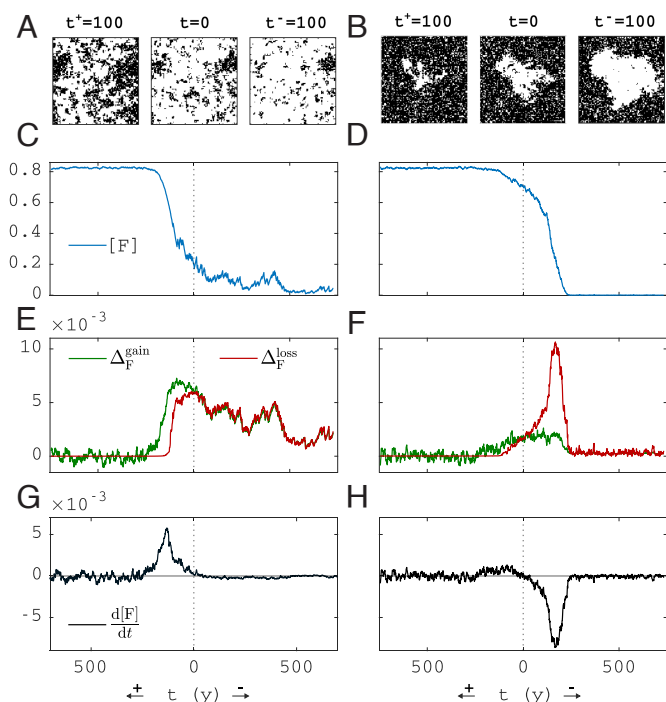 A t⁺=100 t=0 t⁻=100
B t⁺=100 t=0 t⁻=100
C
0.8
0.6
0.4
0.2
0
[F]
D
E ×10⁻³
10
5
0
Δ_F^gain Δ_F^loss
F
G ×10⁻³
5
0
-5
d[F]/dt
H
500 0 500
+ t (y) -
500 0 500
+ t (y) -